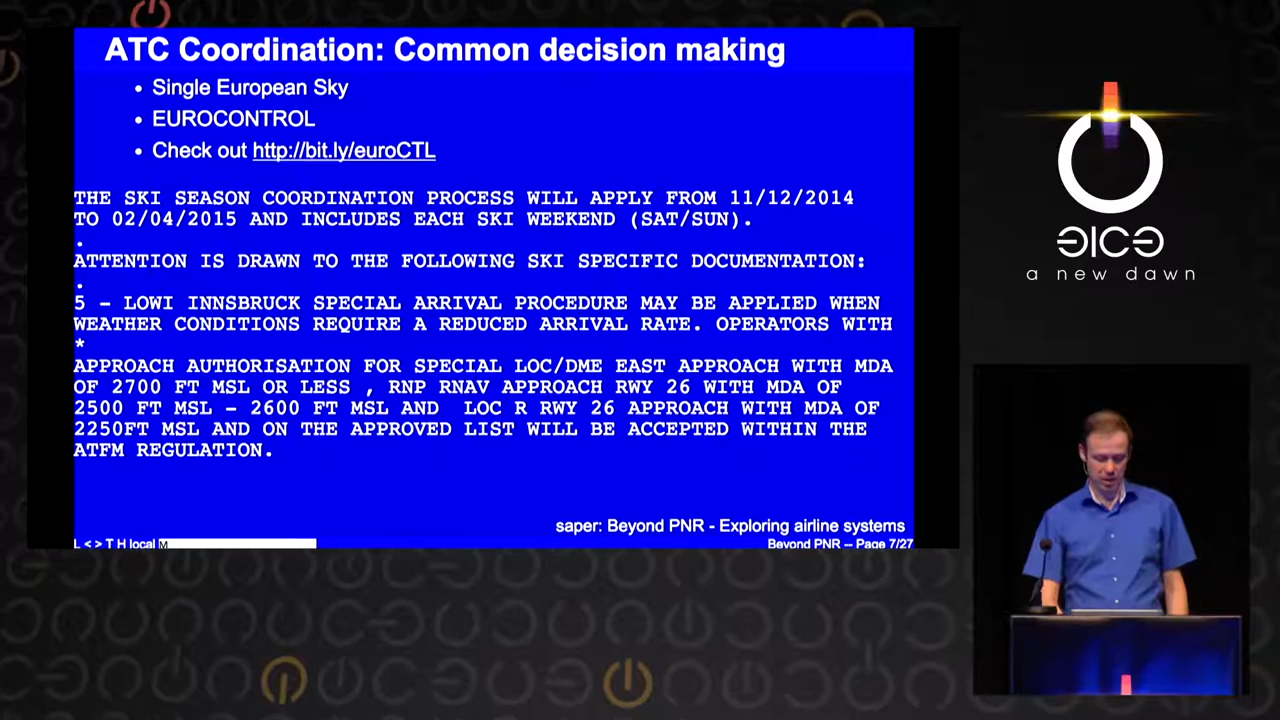 ATC Coordination: Common decision making
• Single European Sky
• EUROCONTROL
• Check out http://bit.ly/euroCTL
THE SKI SEASON COORDINATION PROCESS WILL APPLY FROM 11/12/2014
TO 02/04/2015 AND INCLUDES EACH SKI WEEKEND (SAT/SUN).
.
ATTENTION IS DRAWN TO THE FOLLOWING SKI SPECIFIC DOCUMENTATION:
.
5 - LOWI INNSBRUCK SPECIAL ARRIVAL PROCEDURE MAY BE APPLIED WHEN
WEATHER CONDITIONS REQUIRE A REDUCED ARRIVAL RATE. OPERATORS WITH
*
APPROACH AUTHORISATION FOR SPECIAL LOC/DME EAST APPROACH WITH MDA
OF 2700 FT MSL OR LESS , RNP RNAV APPROACH RWY 26 WITH MDA OF
2500 FT MSL - 2600 FT MSL AND  LOC R RWY 26 APPROACH WITH MDA OF
2250FT MSL AND ON THE APPROVED LIST WILL BE ACCEPTED WITHIN THE
ATFM REGULATION.
saper: Beyond PNR - Exploring airline systems
L < > T H local M
Beyond PNR -- Page 7/27
a new dawn